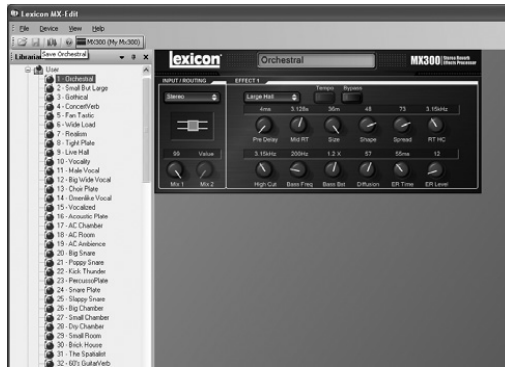 Lexicon MX-Edit
File Device View Help
MX300 (My Mx300)
Save Orchestral
Librarian
User
1 - Orchestral
2 - Small But Large
3 - Gothical
4 - ConcertVerb
5 - Fan Tastic
6 - Wide Load
7 - Realism
8 - Tight Plate
9 - Live Hall
10 - Vocality
11 - Male Vocal
12 - Big Wide Vocal
13 - Choir Plate
14 - Omenlike Vocal
15 - Vocalized
16 - Acoustic Plate
17 - AC Chamber
18 - AC Room
19 - AC Ambience
20 - Big Snare
21 - Poppy Snare
22 - Kick Thunder
23 - PercussoPlate
24 - Snare Plate
25 - Slappy Snare
26 - Big Chamber
27 - Small Chamber
28 - Dry Chamber
29 - Small Room
30 - Brick House
31 - The Spatialist
32 - 60's GuitarVerb
lexicon
Orchestral
MX300 Stereo Reverb Effects Processor
INPUT / ROUTING
EFFECT 1
Tempo Bypass
Stereo
Large Hall
4ms 3.128s 36m 48 73 3.15kHz
Pre Delay Mid RT Size Shape Spread RT HC
99 Value
3.15kHz 200Hz 1.2 X 57 55ms 12
Mix 1 Mix 2
High Cut Bass Freq Bass Bst Diffusion ER Time ER Level